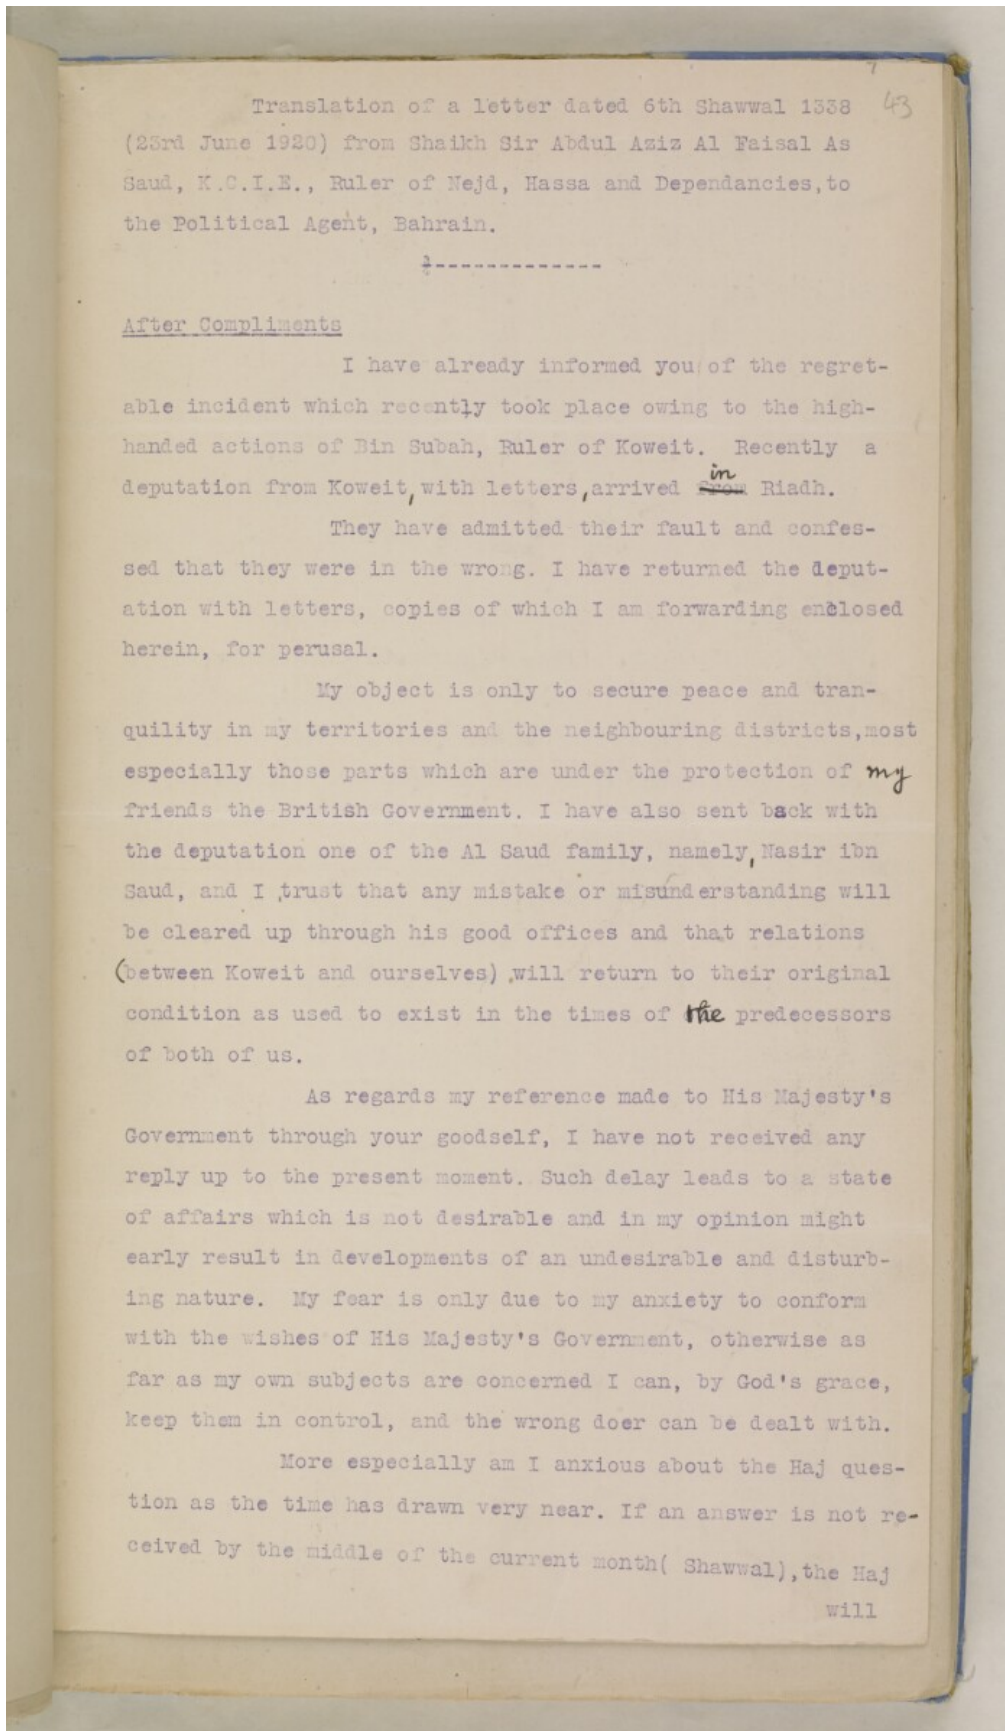 43
Translation of a letter dated 6th Shawwal 1338
(23rd June 1920) from Shaikh Sir Abdul Aziz Al Faisal As
Saud, K.C.I.E., Ruler of Nejd, Hassa and Dependancies,to
the Political Agent, Bahrain.
After Compliments
I have already informed you of the regret-
able incident which recently took place owing to the high-
handed actions of Bin Subah, Ruler of Koweit. Recently a
deputation from Koweit, with letters, arrived from in Riadh.
They have admitted their fault and confes-
sed that they were in the wrong. I have returned the deput-
ation with letters, copies of which I am forwarding enclosed
herein, for perusal.
My object is only to secure peace and tran-
quility in my territories and the neighbouring districts,most
especially those parts which are under the protection of my
friends the British Government. I have also sent back with
the deputation one of the Al Saud family, namely, Nasir ibn
Saud, and I trust that any mistake or misunderstanding will
be cleared up through his good offices and that relations
(between Koweit and ourselves) will return to their original
condition as used to exist in the times of the predecessors
of both of us.
As regards my reference made to His Majesty's
Government through your goodself, I have not received any
reply up to the present moment. Such delay leads to a state
of affairs which is not desirable and in my opinion might
early result in developments of an undesirable and disturb-
ing nature. My fear is only due to my anxiety to conform
with the wishes of His Majesty's Government, otherwise as
far as my own subjects are concerned I can, by God's grace,
keep them in control, and the wrong doer can be dealt with.
More especially am I anxious about the Haj ques-
tion as the time has drawn very near. If an answer is not re-
ceived by the middle of the current month( Shawwal),the Haj
will